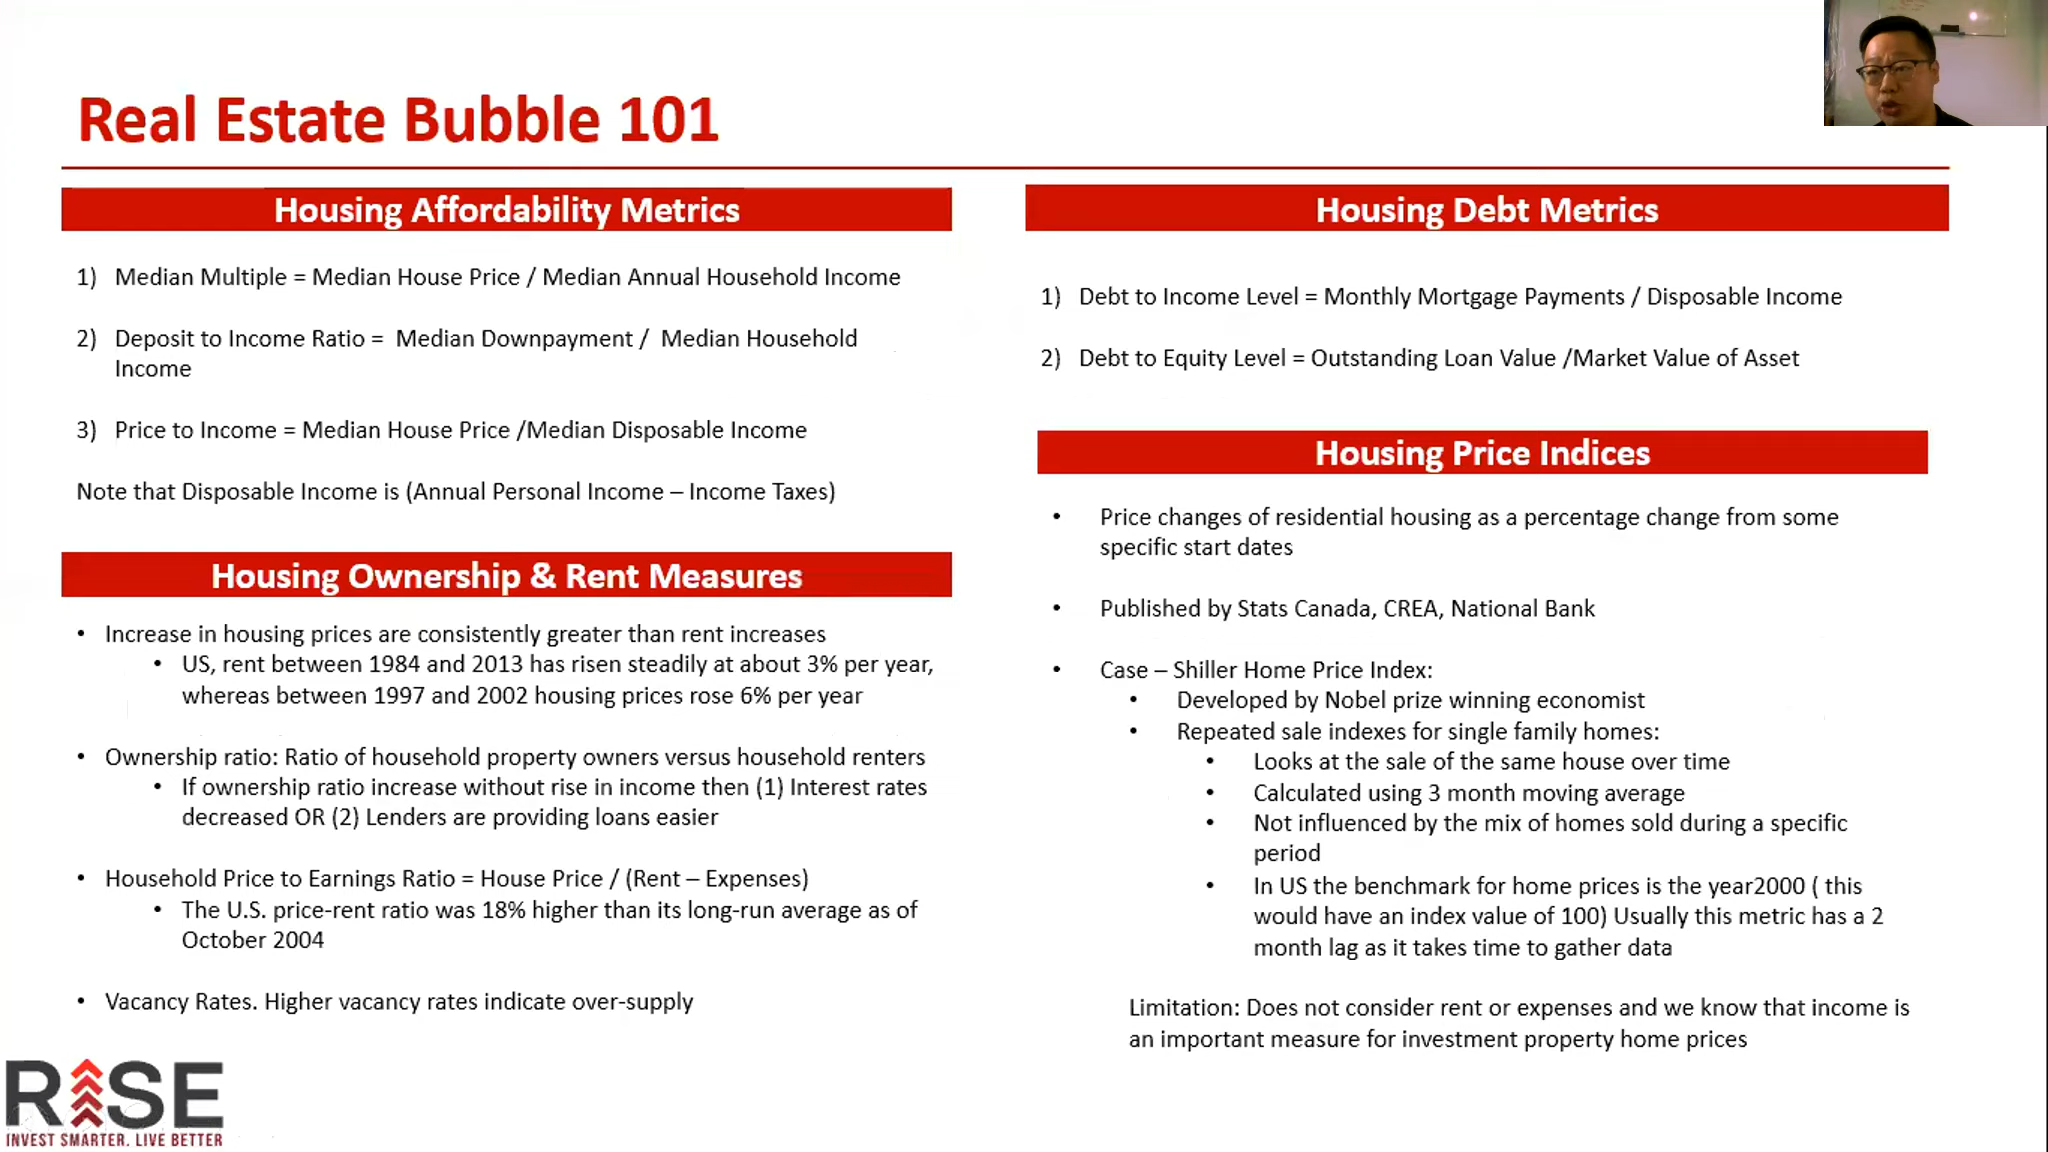 Real Estate Bubble 101
Housing Affordability Metrics
1) Median Multiple = Median House Price / Median Annual Household Income
2) Deposit to Income Ratio = Median Downpayment / Median Household
Income
3) Price to Income = Median House Price /Median Disposable Income
Note that Disposable Income is (Annual Personal Income – Income Taxes)
Housing Ownership & Rent Measures
• Increase in housing prices are consistently greater than rent increases
• US, rent between 1984 and 2013 has risen steadily at about 3% per year,
whereas between 1997 and 2002 housing prices rose 6% per year
• Ownership ratio: Ratio of household property owners versus household renters
• If ownership ratio increase without rise in income then (1) Interest rates
decreased OR (2) Lenders are providing loans easier
• Household Price to Earnings Ratio = House Price / (Rent – Expenses)
• The U.S. price-rent ratio was 18% higher than its long-run average as of
October 2004
• Vacancy Rates. Higher vacancy rates indicate over-supply
Housing Debt Metrics
1) Debt to Income Level = Monthly Mortgage Payments / Disposable Income
2) Debt to Equity Level = Outstanding Loan Value /Market Value of Asset
Housing Price Indices
• Price changes of residential housing as a percentage change from some
specific start dates
• Published by Stats Canada, CREA, National Bank
• Case – Shiller Home Price Index:
• Developed by Nobel prize winning economist
• Repeated sale indexes for single family homes:
• Looks at the sale of the same house over time
• Calculated using 3 month moving average
• Not influenced by the mix of homes sold during a specific
period
• In US the benchmark for home prices is the year2000 ( this
would have an index value of 100) Usually this metric has a 2
month lag as it takes time to gather data
Limitation: Does not consider rent or expenses and we know that income is
an important measure for investment property home prices
RISE
INVEST SMARTER. LIVE BETTER